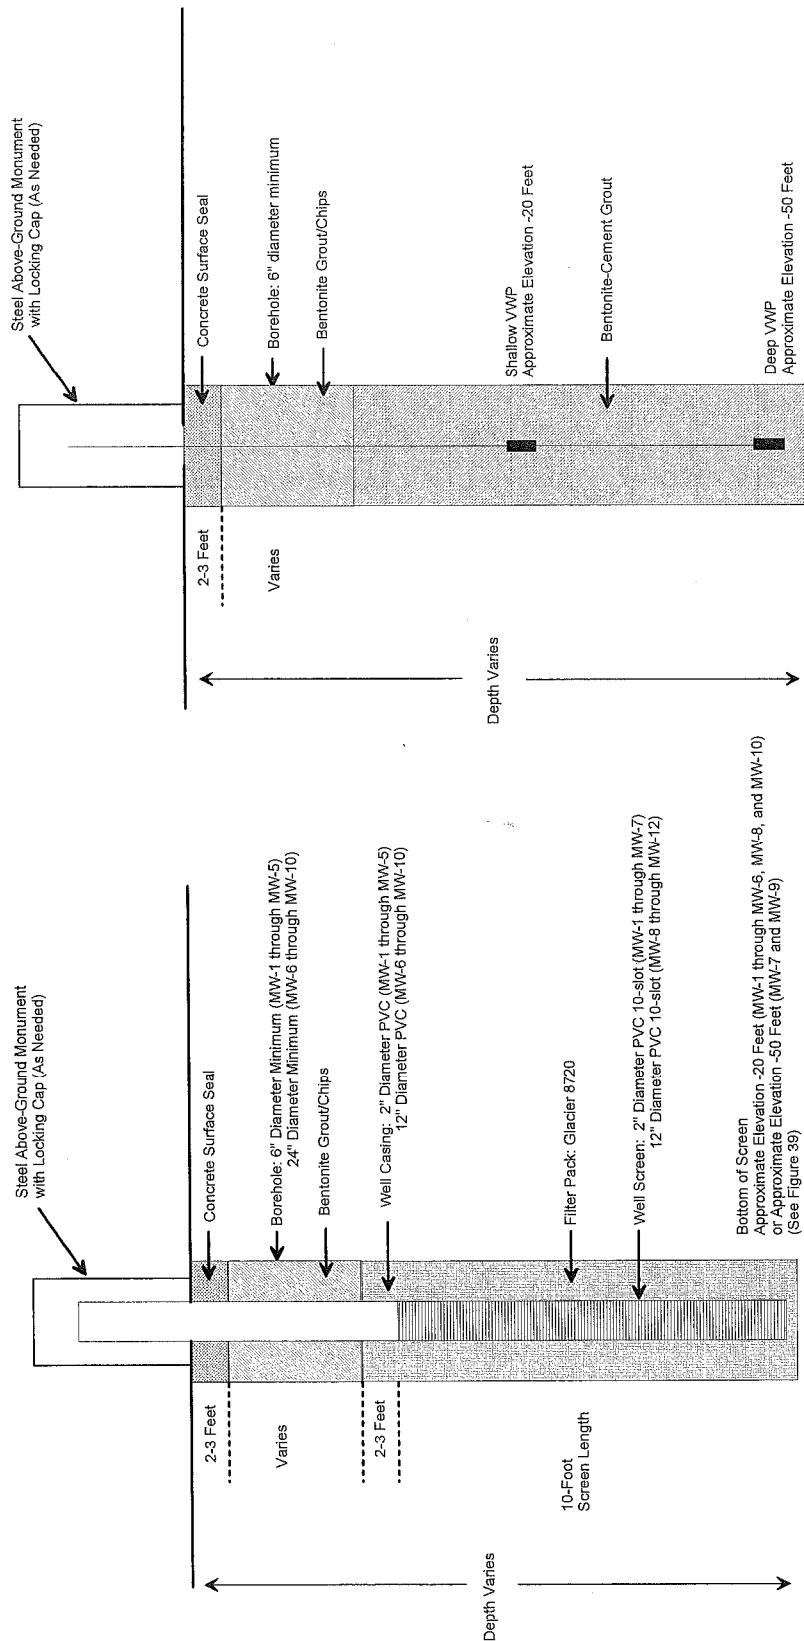 Steel Above-Ground Monument
with Locking Cap (As Needed)
Concrete Surface Seal
Borehole: 6" Diameter Minimum (MW-1 through MW-5)
24" Diameter Minimum (MW-6 through MW-10)
Bentonite Grout/Chips
Well Casing: 2" Diameter PVC (MW-1 through MW-5)
12" Diameter PVC (MW-6 through MW-10)
Filter Pack: Glacier 8720
Well Screen: 2" Diameter PVC 10-slot (MW-1 through MW-7)
12" Diameter PVC 10-slot (MW-8 through MW-12)
Bottom of Screen
Approximate Elevation -20 Feet (MW-1 through MW-6, MW-8, and MW-10)
or Approximate Elevation -50 Feet (MW-7 and MW-9)
(See Figure 39)
2-3 Feet
Varies
2-3 Feet
10-Foot
Screen Length
Depth Varies
Steel Above-Ground Monument
with Locking Cap (As Needed)
Concrete Surface Seal
Borehole: 6" diameter minimum
Bentonite Grout/Chips
Shallow VWP
Approximate Elevation -20 Feet
Bentonite-Cement Grout
Deep VWP
Approximate Elevation -50 Feet
2-3 Feet
Varies
Depth Varies